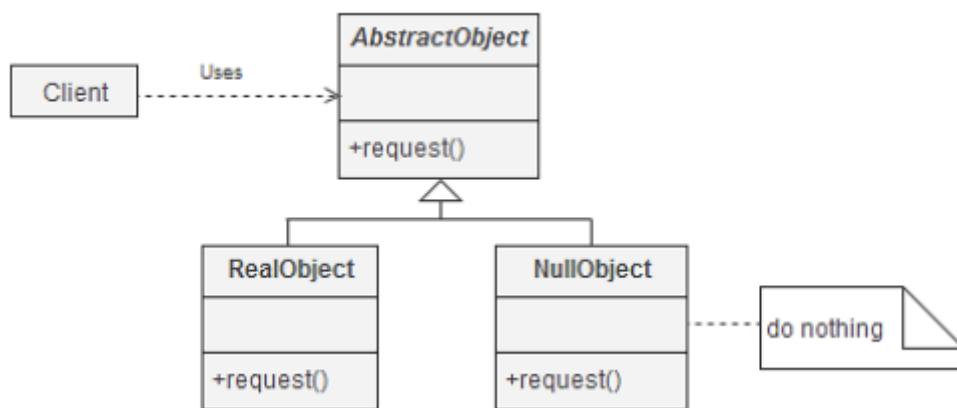 AbstractObject
Uses
Client
+request()
RealObject
NullObject
do nothing
+request()
+request()